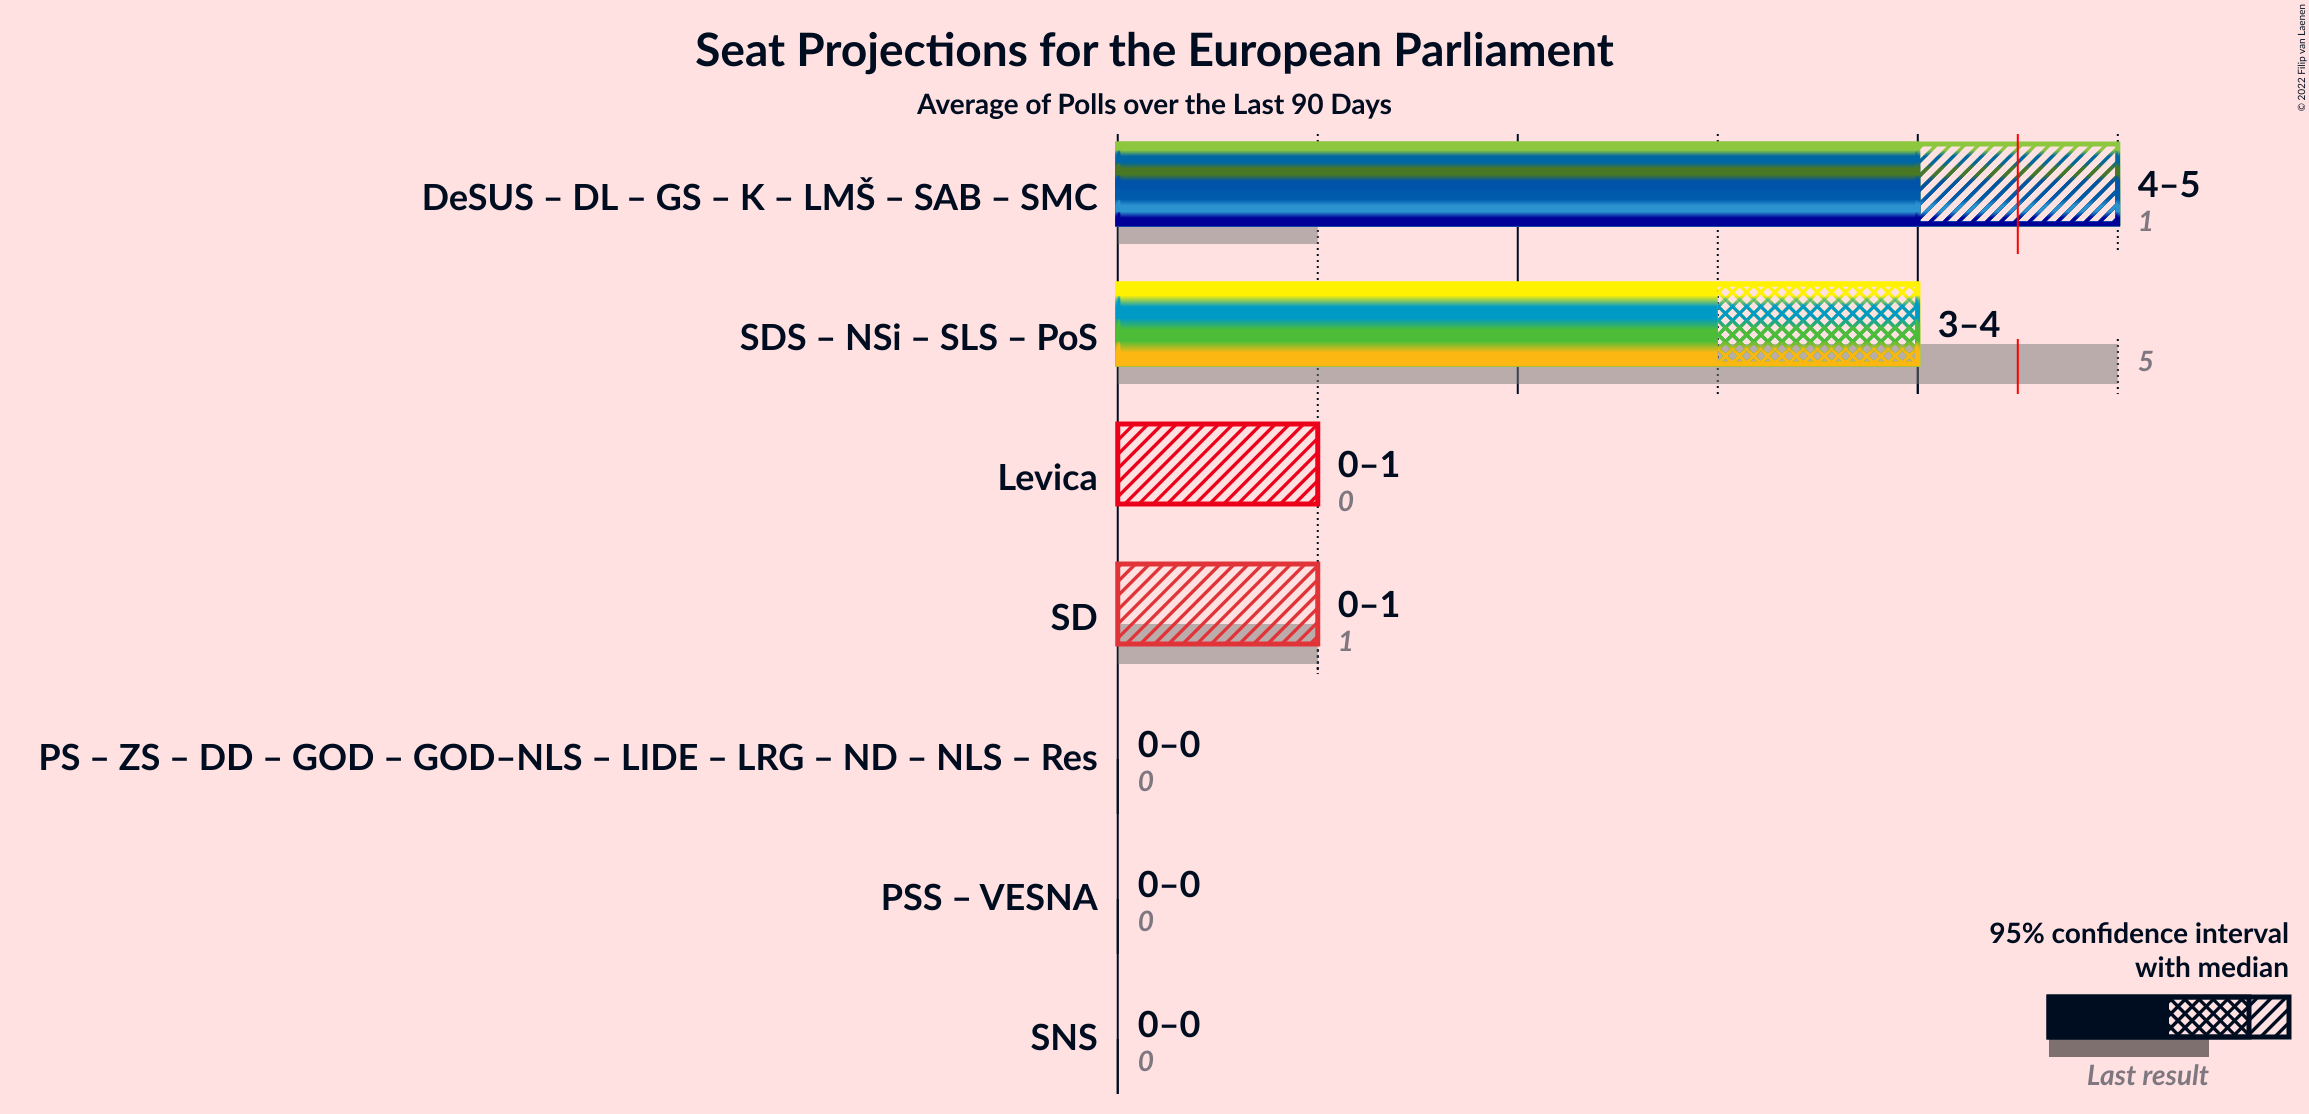 Seat Projections for the European Parliament
Average of Polls over the Last 90 Days
© 2022 Filip van Laenen
DeSUS – DL – GS – K – LMŠ – SAB – SMC
4–5
1
SDS – NSi – SLS – PoS
3–4
5
Levica
0–1
0
SD
0–1
1
PS – ZS – DD – GOD – GOD–NLS – LIDE – LRG – ND – NLS – Res
0–0
0
PSS – VESNA
0–0
0
SNS
0–0
0
95% confidence interval
with median
Last result